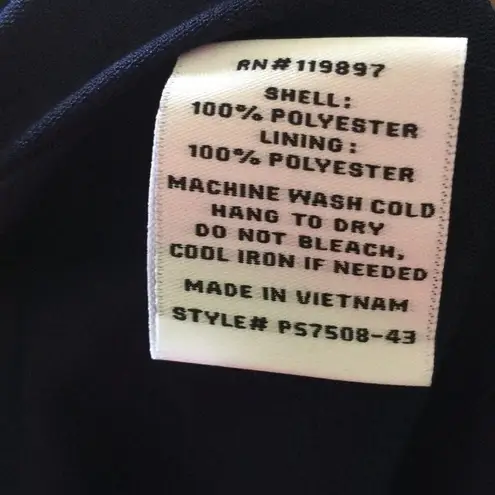 RN#119897
SHELL:
100% POLYESTER
LINING:
100% POLYESTER
MACHINE WASH COLD
HANG TO DRY
DO NOT BLEACH,
COOL IRON IF NEEDED
MADE IN VIETNAM
STYLE# PS7508-43